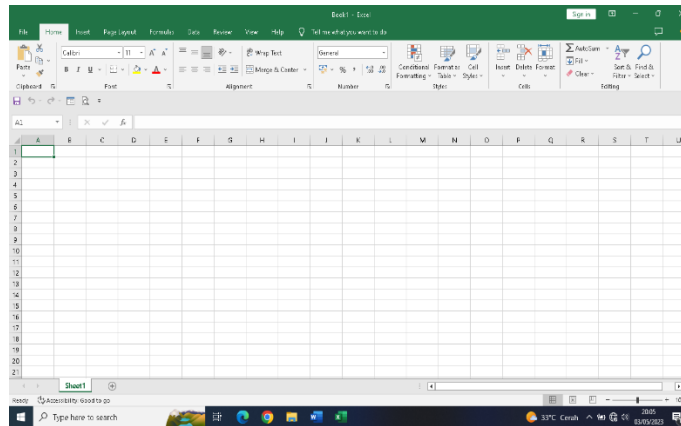 Book1 - Excel
Sign in
File Home Insert Page Layout Formulas Data Review View Help Tell me what you want to do
Paste
Calibri 11
B I U
Wrap Text
Merge & Center
General
% ,
Conditional Formatting
Format as Table
Cell Styles
Insert Delete Format
AutoSum
Fill
Clear
Sort & Filter
Find & Select
Clipboard Font Alignment Number Styles Cells Editing
A1 fx
A B C D E F G H I J K L M N O P Q R S T U
1
2
3
4
5
6
7
8
9
10
11
12
13
14
15
16
17
18
19
20
21
Sheet1
Ready Accessibility: Good to go
Type here to search
33°C Cerah
20:05
03/05/2023